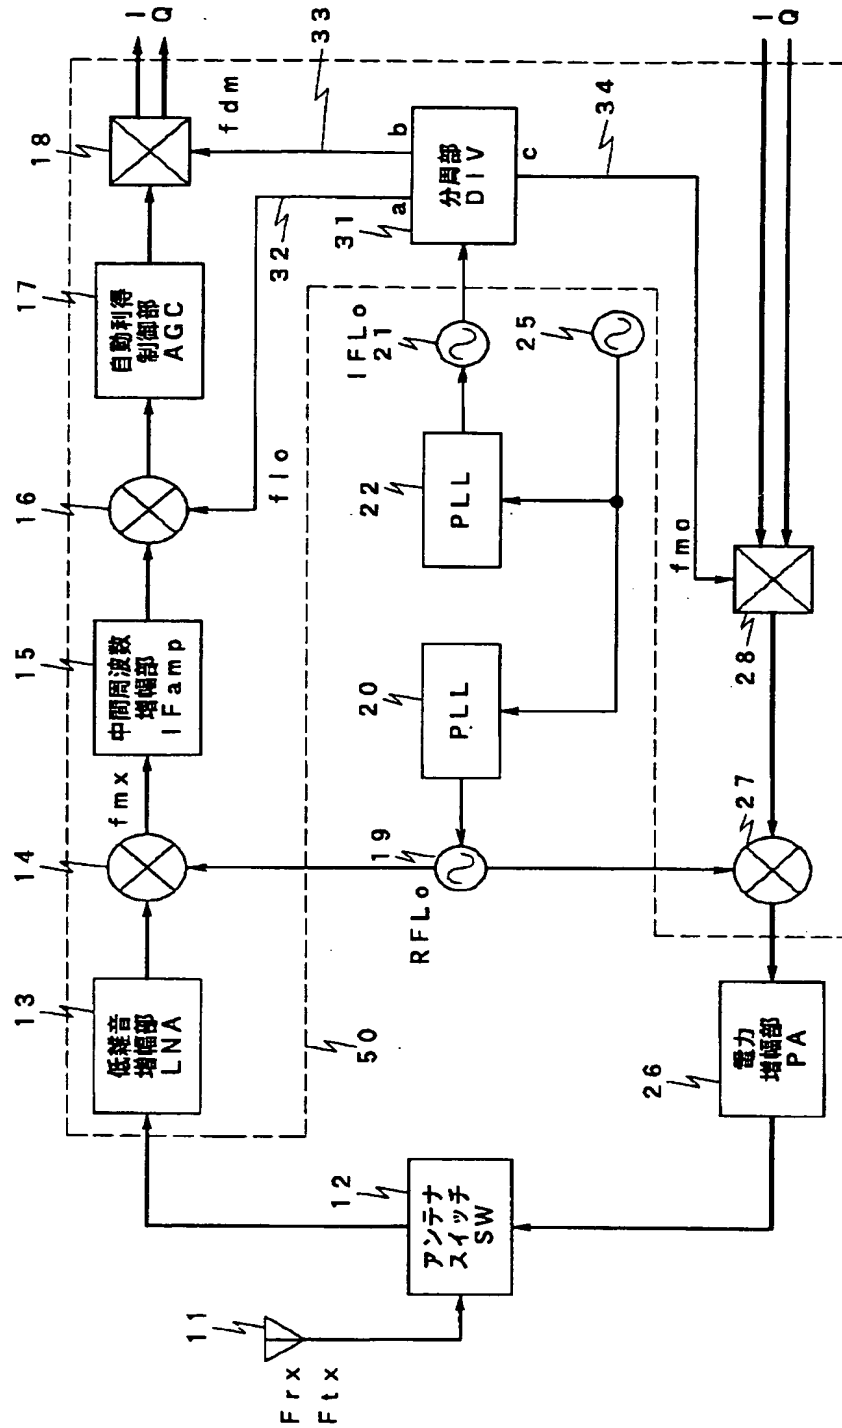 11
Frx
Ftx
12
アンテナ
スイッチ
SW
13
低雑音
増幅部
LNA
14
fmx
15
中間周波数
増幅部
IFamp
16
flo
17
自動利得
制御部
AGC
18
fdm
I
Q
33
32
31
a
b
c
分周部
DIV
34
IFLo
21
25
22
PLL
20
PLL
19
RFLo
50
fmo
28
27
26
電力
増幅部
PA
I
Q